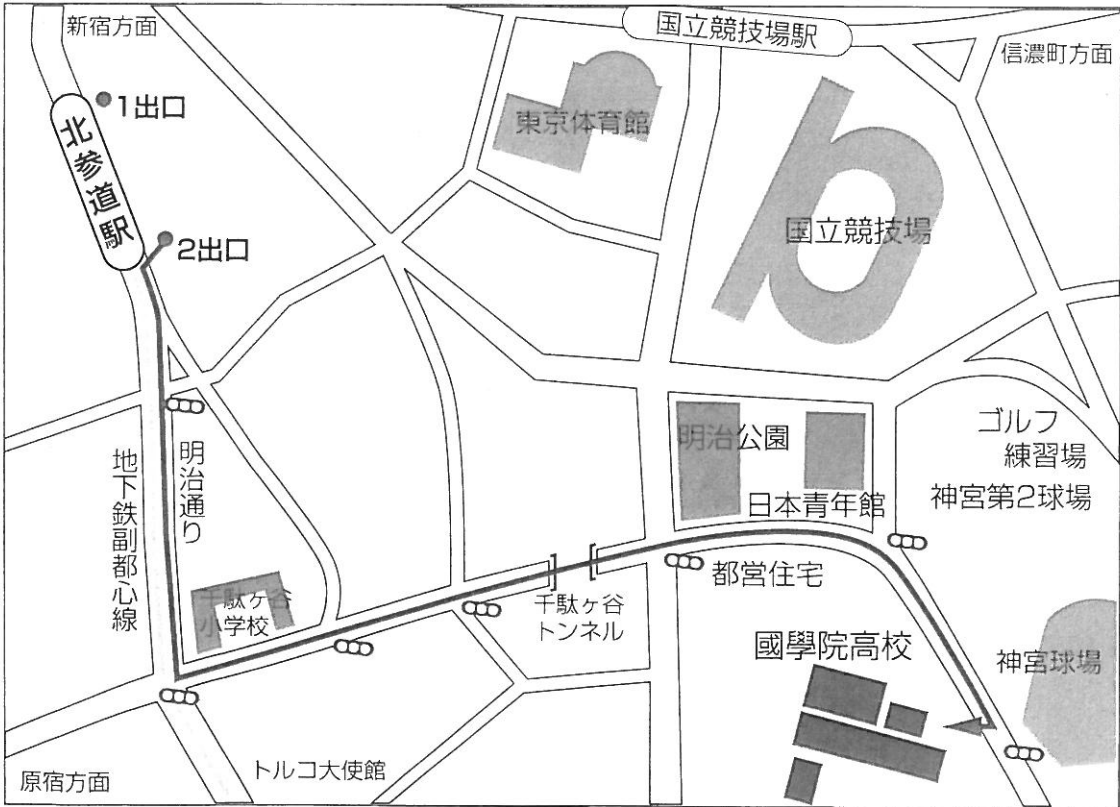 新宿方面
国立競技場駅
信濃町方面
1出口
北参道駅
東京体育館
2出口
国立競技場
明治公園
ゴルフ
練習場
地下鉄副都心線
明治通り
神宮第2球場
日本青年館
都営住宅
千駄ヶ谷
小学校
千駄ヶ谷
トンネル
國學院高校
神宮球場
トルコ大使館
原宿方面